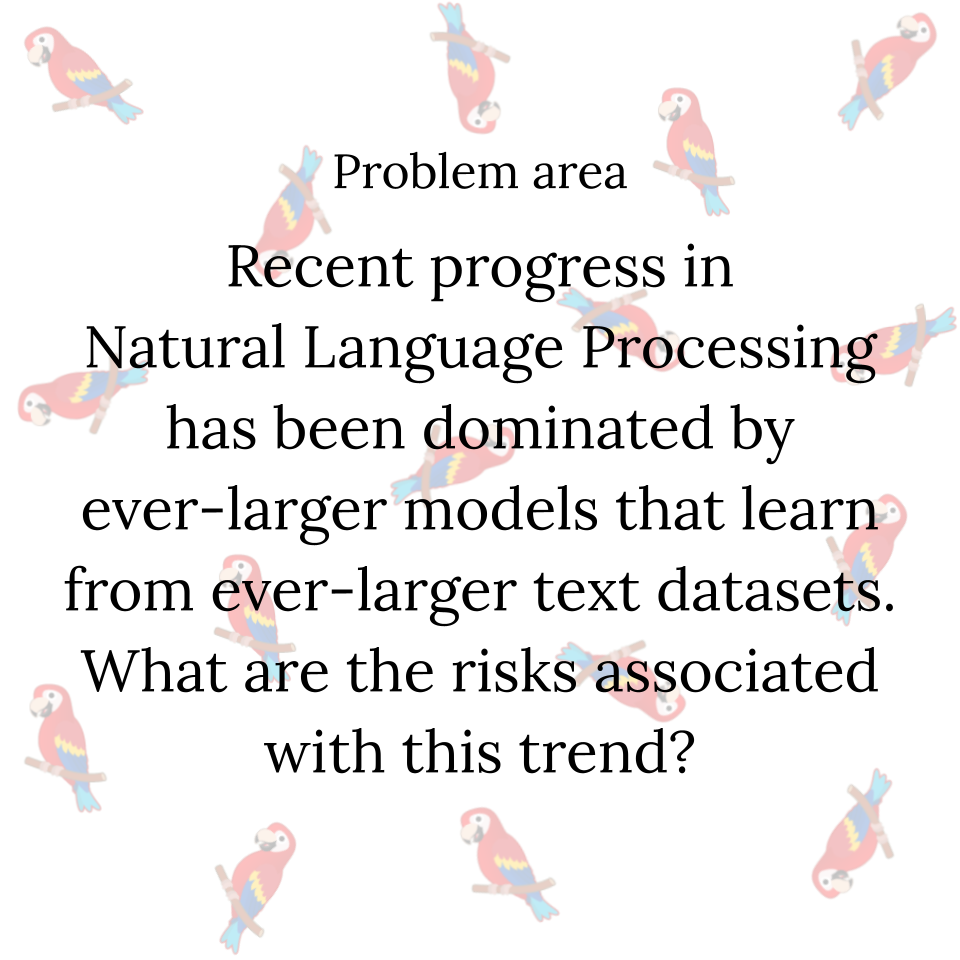 Problem area
Recent progress in
Natural Language Processing
has been dominated by
ever-larger models that learn
from ever-larger text datasets.
What are the risks associated
with this trend?